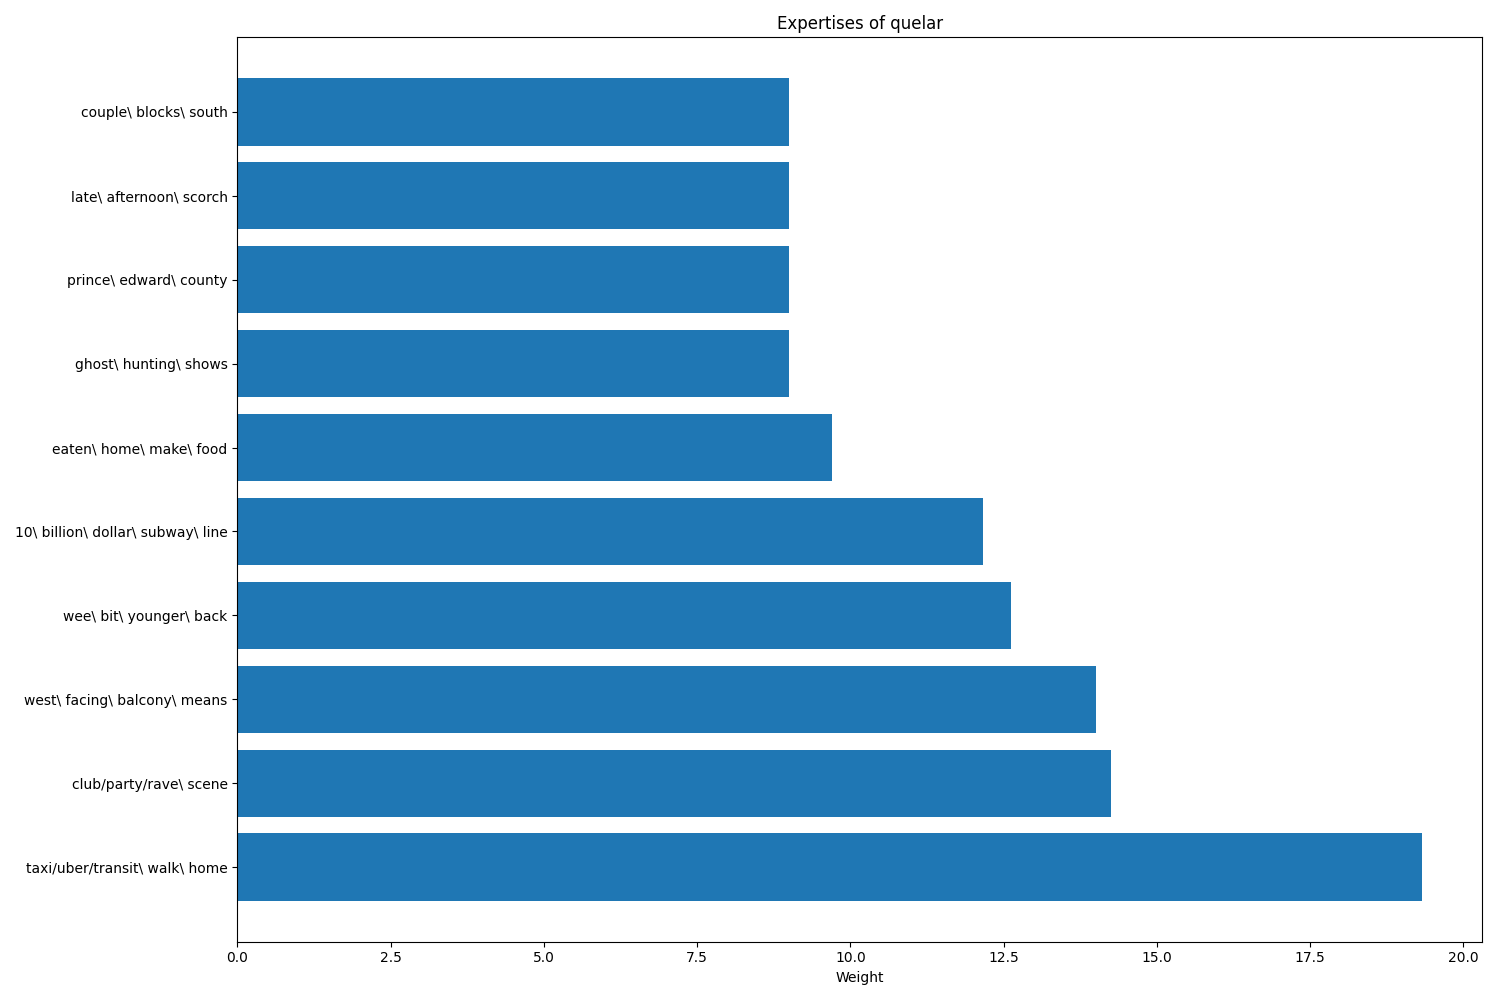 Expertises of quelar
couple\ blocks\ south
late\ afternoon\ scorch
prince\ edward\ county
ghost\ hunting\ shows
eaten\ home\ make\ food
10\ billion\ dollar\ subway\ line
wee\ bit\ younger\ back
west\ facing\ balcony\ means
club/party/rave\ scene
taxi/uber/transit\ walk\ home
0.0 2.5 5.0 7.5 10.0 12.5 15.0 17.5 20.0
Weight